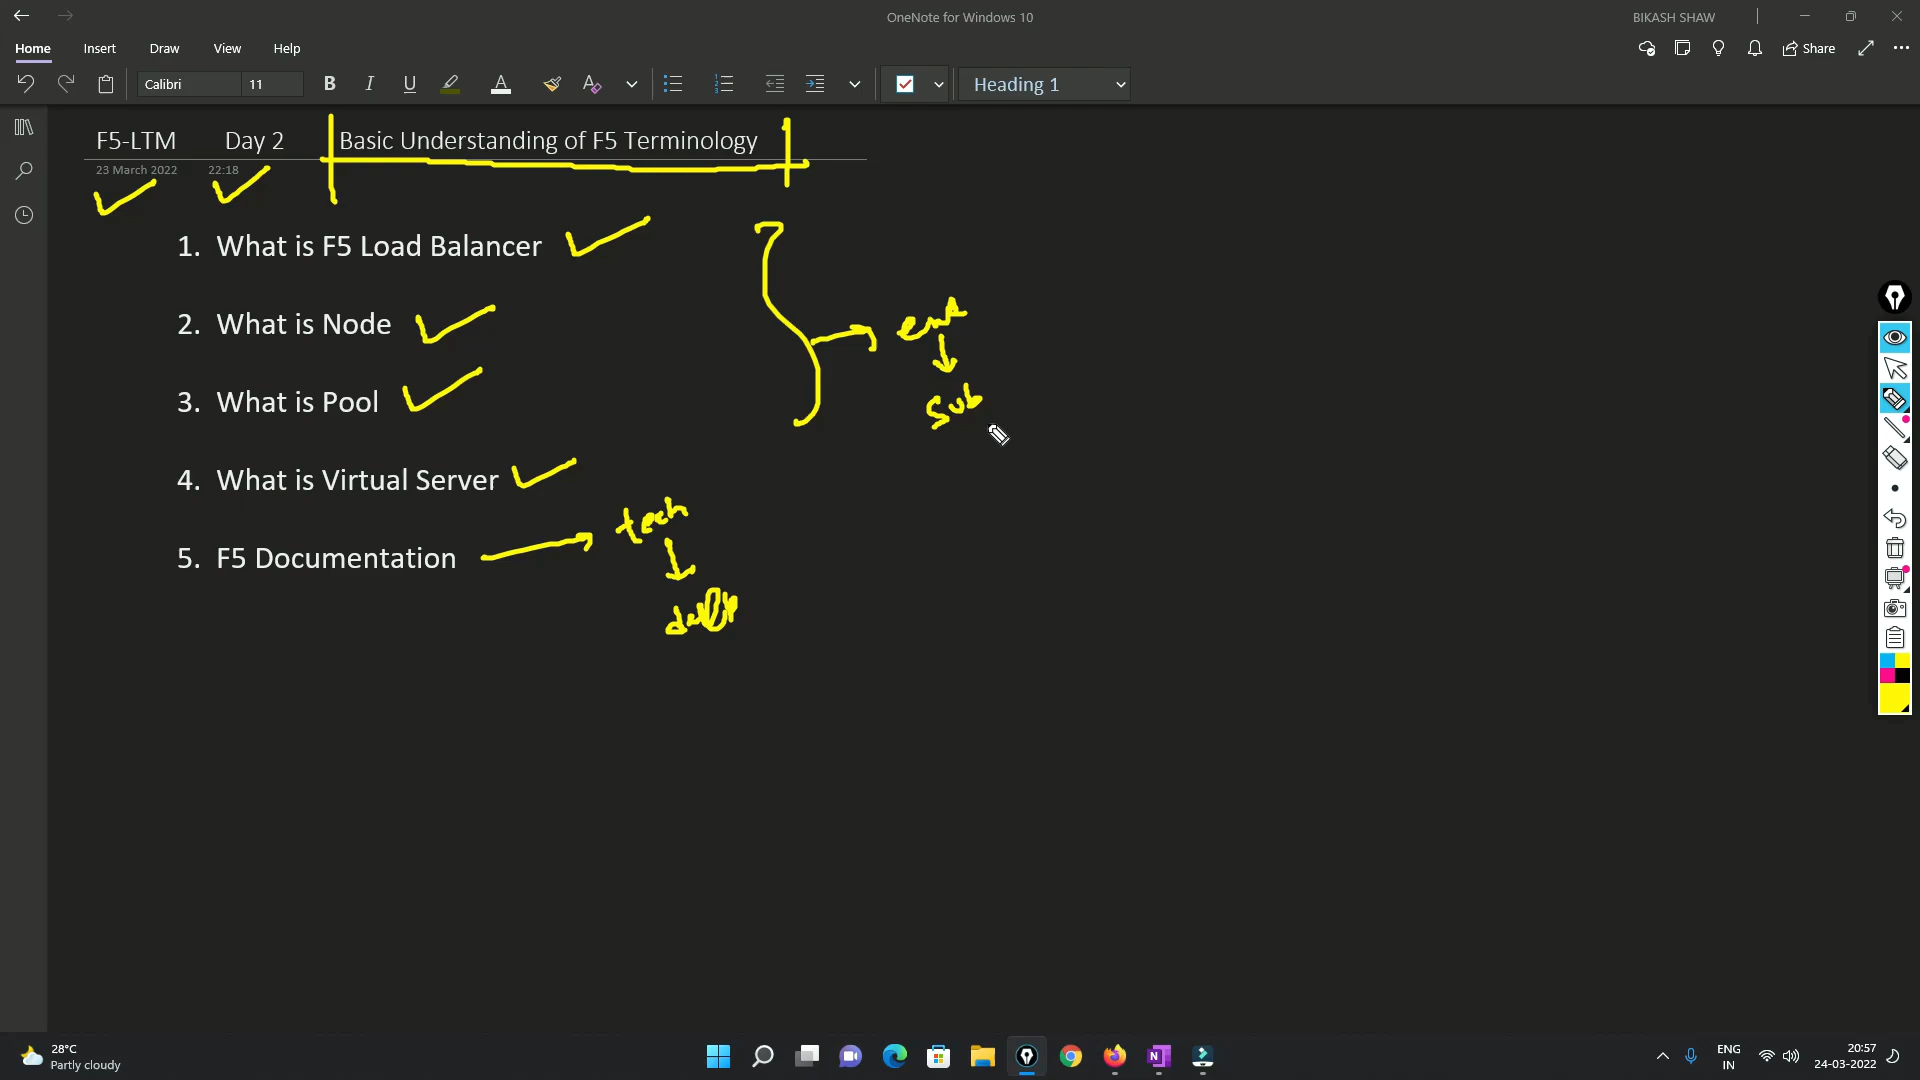 OneNote for Windows 10
BIKASH SHAW
Home Insert Draw View Help
Share
Calibri 11 B I U A Heading 1
F5-LTM Day 2 Basic Understanding of F5 Terminology
23 March 2022 22:18
1. What is F5 Load Balancer
2. What is Node
3. What is Pool
4. What is Virtual Server
5. F5 Documentation
tech
Sub
28°C
Partly cloudy
ENG
IN
20:57
24-03-2022